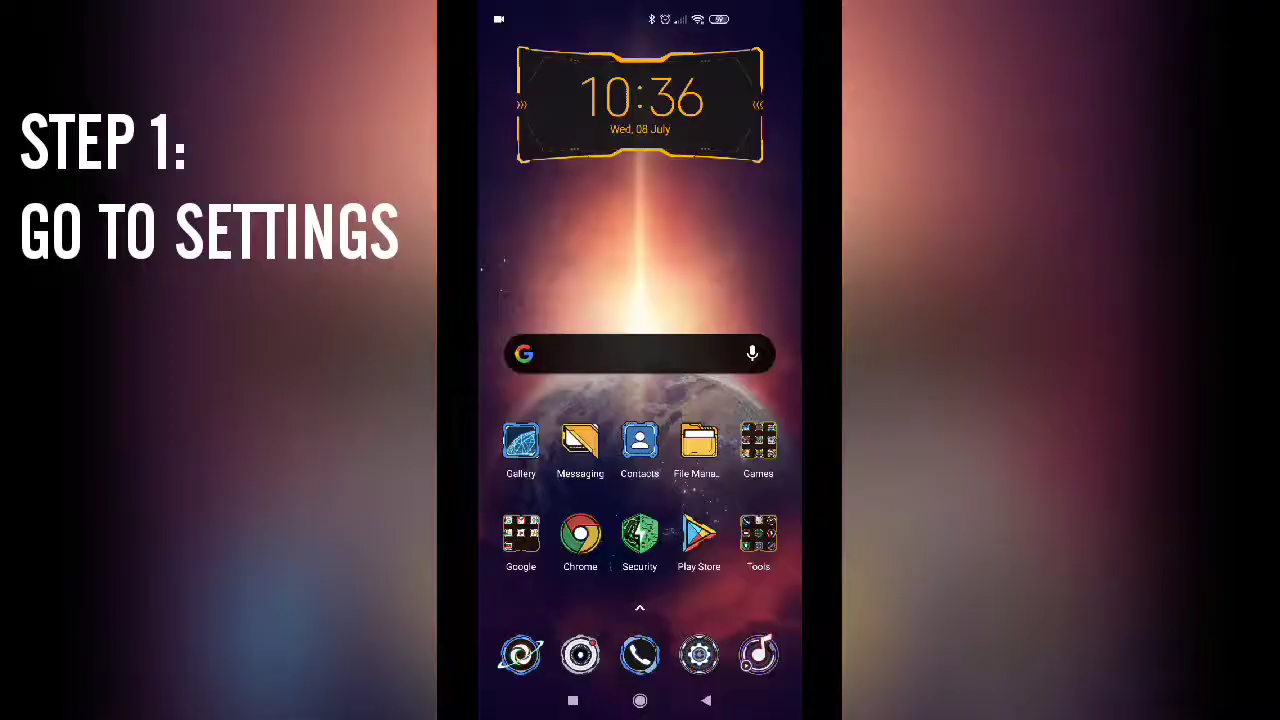 STEP 1:
GO TO SETTINGS
10:36
Wed, 08 July
Gallery
Messaging
Contacts
File Mana..
Games
Google
Chrome
Security
Play Store
Tools